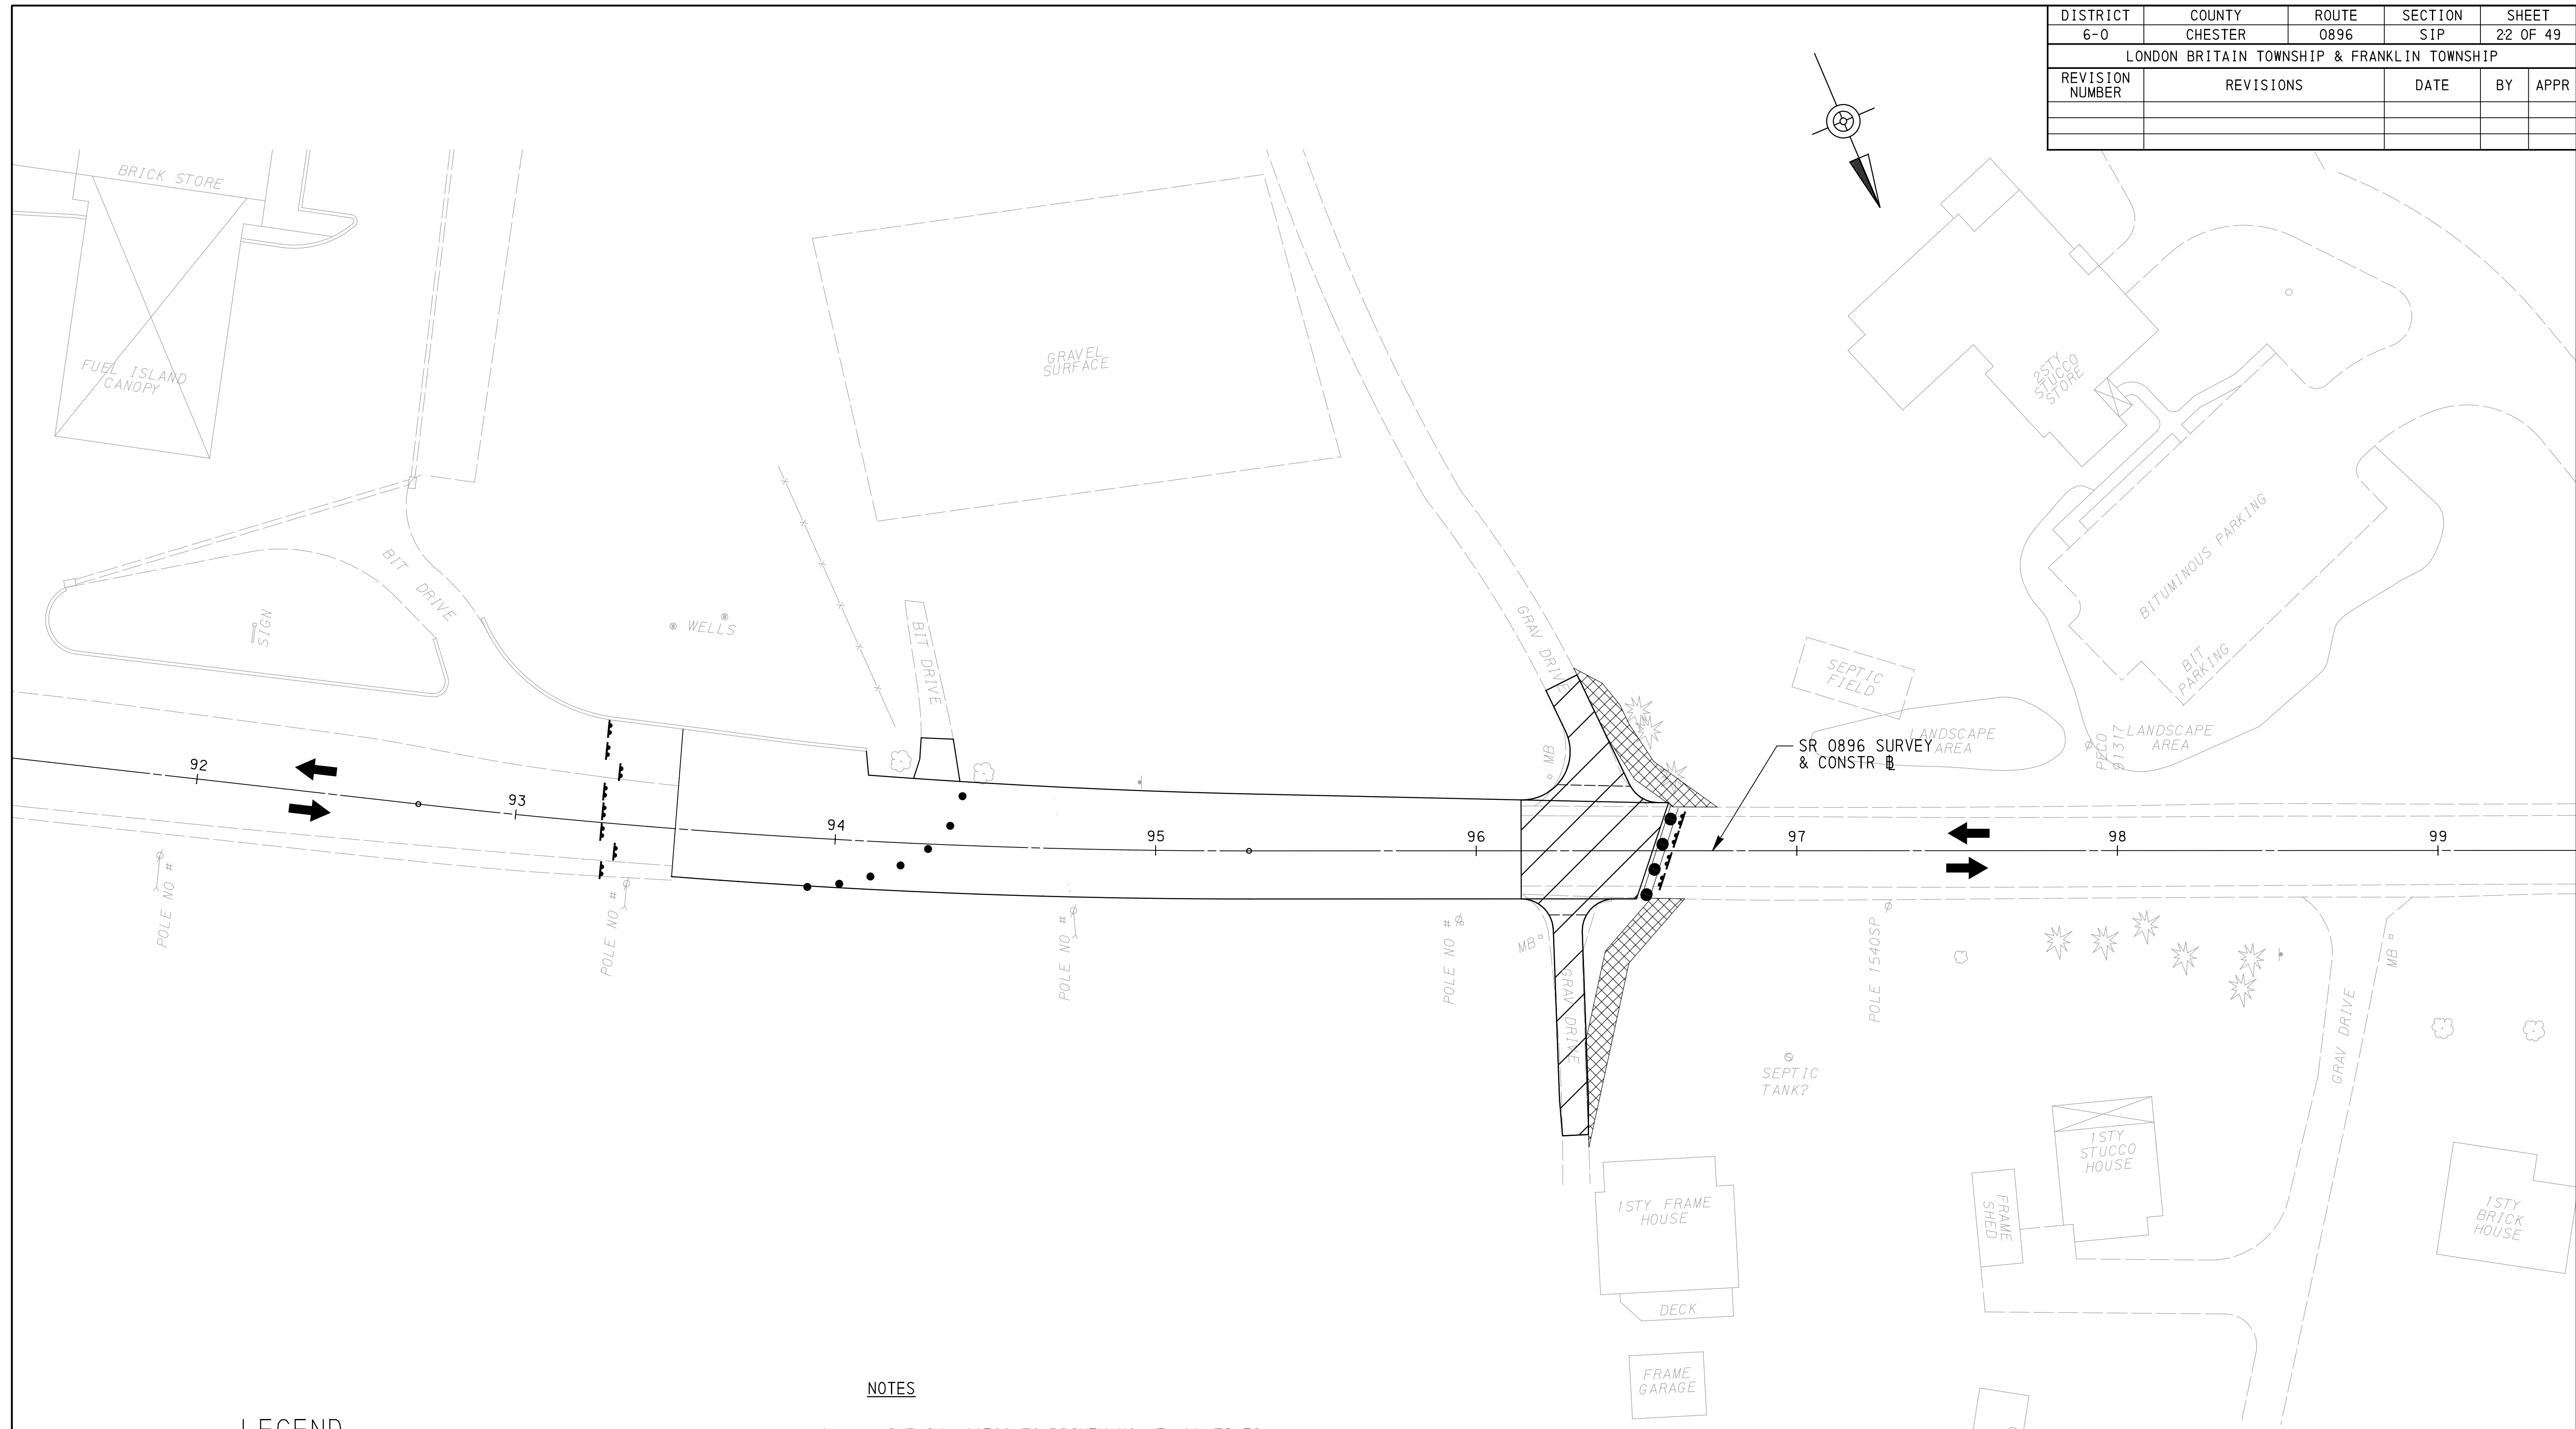 DISTRICT COUNTY ROUTE SECTION SHEET
6-0 CHESTER 0896 SIP 22 OF 49
LONDON BRITAIN TOWNSHIP & FRANKLIN TOWNSHIP
REVISION NUMBER REVISIONS DATE BY APPR
BRICK STORE
FUEL ISLAND
CANOPY
GRAVEL
SURFACE
2STY
STUCCO
STORE
BITUMINOUS PARKING
BIT
PARKING
BIT DRIVE
SIGN
WELLS
BIT DRIVE
GRAV DRIVE
SEPTIC
FIELD
LANDSCAPE
AREA
PECO
91317
LANDSCAPE
AREA
MB
SR 0896 SURVEY
& CONSTR BL
92
93
94
95
96
97
98
99
POLE NO #
POLE NO #
POLE NO #
POLE NO #
MB
GRAV DRIVE
POLE 1540SP
MB
GRAV DRIVE
SEPTIC
TANK?
1STY FRAME
HOUSE
DECK
FRAME
GARAGE
FRAME
SHED
1STY
STUCCO
HOUSE
1STY
BRICK
HOUSE
NOTES
LEGEND